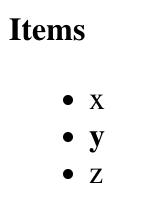 Items
• x
• y
• z